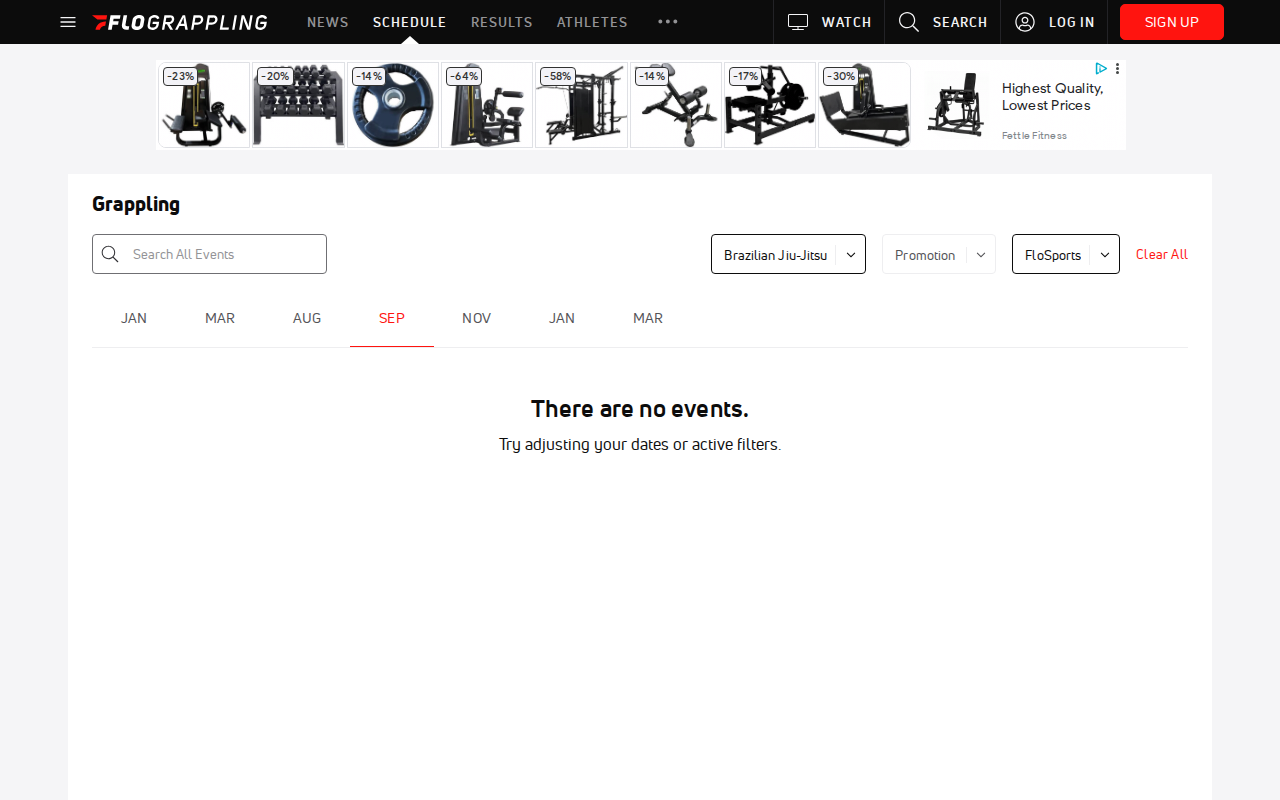 FLOGRAPPLING NEWS SCHEDULE RESULTS ATHLETES ••• WATCH SEARCH LOG IN SIGN UP
-23% -20% -14% -64% -58% -14% -17% -30%
Highest Quality,
Lowest Prices
Fettle Fitness
Grappling
Search All Events Brazilian Jiu-Jitsu Promotion FloSports Clear All
JAN MAR AUG SEP NOV JAN MAR
There are no events.
Try adjusting your dates or active filters.